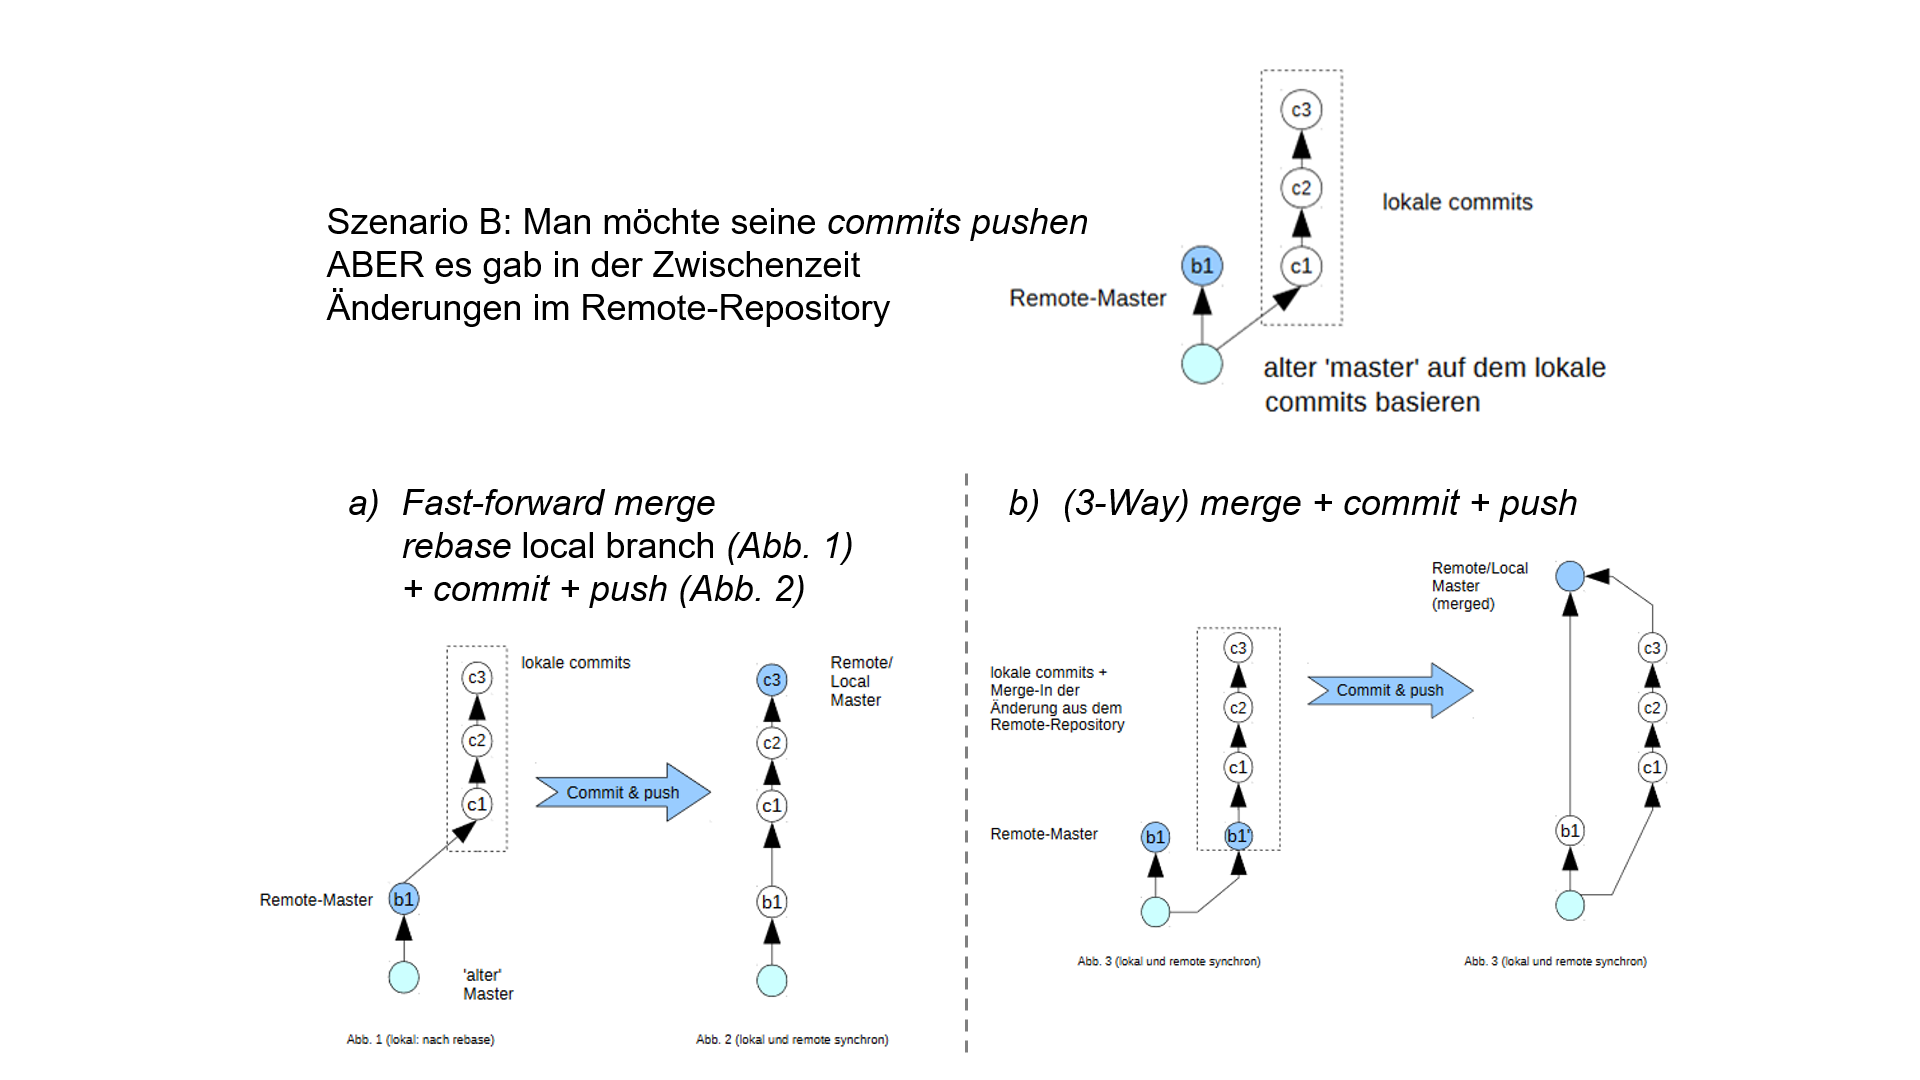 c3
c2
lokale commits
c1
b1
Remote-Master
alter 'master' auf dem lokale
commits basieren
Szenario B: Man möchte seine commits pushen
ABER es gab in der Zwischenzeit
Änderungen im Remote-Repository
a) Fast-forward merge
rebase local branch (Abb. 1)
+ commit + push (Abb. 2)
lokale commits
c3
c2
c1
Commit & push
Remote-Master
b1
'alter'
Master
Abb. 1 (lokal: nach rebase)
Remote/
Local
Master
c3
c2
c1
b1
Abb. 2 (lokal und remote synchron)
b) (3-Way) merge + commit + push
lokale commits +
Merge-In der
Änderung aus dem
Remote-Repository
c3
c2
c1
Remote-Master
b1
b1'
Abb. 3 (lokal und remote synchron)
Commit & push
Remote/Local
Master
(merged)
c3
c2
c1
b1
Abb. 3 (lokal und remote synchron)